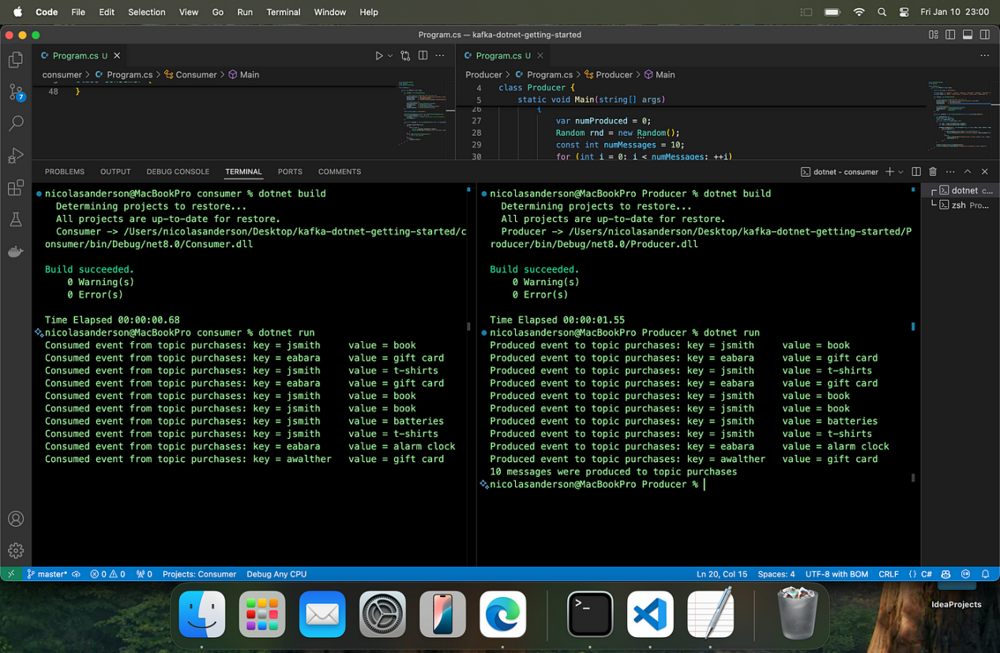 Code File Edit Selection View Go Run Terminal Window Help Fri Jan 10 23:00
Program.cs — kafka-dotnet-getting-started
Program.cs U
consumer > Program.cs > Consumer > Main
48 }
Program.cs U
Producer > Program.cs > Producer > Main
4 class Producer {
5 static void Main(string[] args)
26 {
27 var numProduced = 0;
28 Random rnd = new Random();
29 const int numMessages = 10;
30 for (int i = 0; i < numMessages; ++i)
7
PROBLEMS OUTPUT DEBUG CONSOLE TERMINAL PORTS COMMENTS dotnet - consumer
nicolasanderson@MacBookPro consumer % dotnet build
Determining projects to restore...
All projects are up-to-date for restore.
Consumer -> /Users/nicolasanderson/Desktop/kafka-dotnet-getting-started/c
onsumer/bin/Debug/net8.0/Consumer.dll
Build succeeded.
0 Warning(s)
0 Error(s)
Time Elapsed 00:00:00.68
nicolasanderson@MacBookPro consumer % dotnet run
Consumed event from topic purchases: key = jsmith value = book
Consumed event from topic purchases: key = eabara value = gift card
Consumed event from topic purchases: key = jsmith value = t-shirts
Consumed event from topic purchases: key = eabara value = gift card
Consumed event from topic purchases: key = jsmith value = book
Consumed event from topic purchases: key = jsmith value = book
Consumed event from topic purchases: key = jsmith value = batteries
Consumed event from topic purchases: key = jsmith value = t-shirts
Consumed event from topic purchases: key = eabara value = alarm clock
Consumed event from topic purchases: key = awalther value = gift card
nicolasanderson@MacBookPro Producer % dotnet build
Determining projects to restore...
All projects are up-to-date for restore.
Producer -> /Users/nicolasanderson/Desktop/kafka-dotnet-getting-started/P
roducer/bin/Debug/net8.0/Producer.dll
Build succeeded.
0 Warning(s)
0 Error(s)
Time Elapsed 00:00:01.55
nicolasanderson@MacBookPro Producer % dotnet run
Produced event to topic purchases: key = jsmith value = book
Produced event to topic purchases: key = eabara value = gift card
Produced event to topic purchases: key = jsmith value = t-shirts
Produced event to topic purchases: key = eabara value = gift card
Produced event to topic purchases: key = jsmith value = book
Produced event to topic purchases: key = jsmith value = book
Produced event to topic purchases: key = jsmith value = batteries
Produced event to topic purchases: key = jsmith value = t-shirts
Produced event to topic purchases: key = eabara value = alarm clock
Produced event to topic purchases: key = awalther value = gift card
10 messages were produced to topic purchases
nicolasanderson@MacBookPro Producer %
dotnet c...
zsh Pro...
master* 0 0 0 Projects: Consumer Debug Any CPU Ln 20, Col 15 Spaces: 4 UTF-8 with BOM CRLF {} C#
IdeaProjects